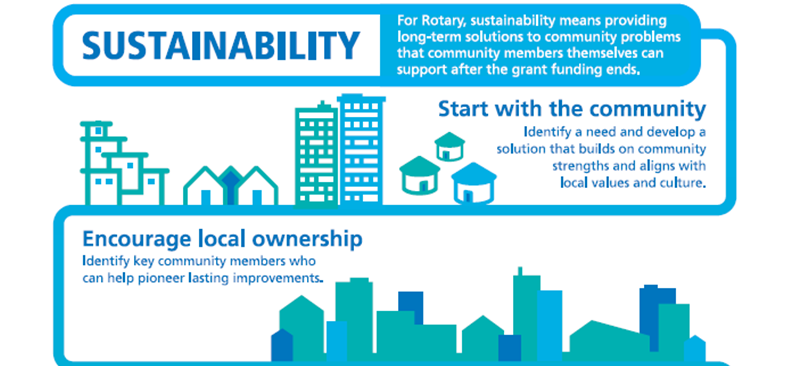 SUSTAINABILITY
For Rotary, sustainability means providing
long-term solutions to community problems
that community members themselves can
support after the grant funding ends.
Start with the community
Identify a need and develop a
solution that builds on community
strengths and aligns with
local values and culture.
Encourage local ownership
Identify key community members who
can help pioneer lasting improvements.